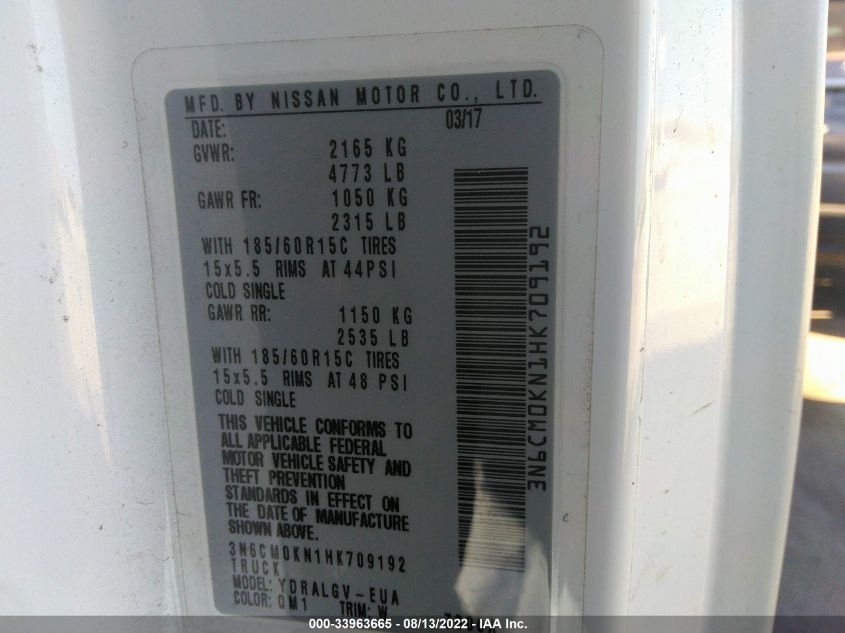 MFD. BY NISSAN MOTOR CO., LTD.
DATE: 03/17
GVWR: 2165 KG
4773 LB
GAWR FR: 1050 KG
2315 LB
WITH 185/60R15C TIRES
15x5.5 RIMS AT 44PSI
COLD SINGLE
GAWR RR: 1150 KG
2535 LB
WITH 185/60R15C TIRES
15x5.5 RIMS AT 48 PSI
COLD SINGLE
THIS VEHICLE CONFORMS TO
ALL APPLICABLE FEDERAL
MOTOR VEHICLE SAFETY AND
THEFT PREVENTION
STANDARDS IN EFFECT ON
THE DATE OF MANUFACTURE
SHOWN ABOVE.
3N6CM0KN1HK709192
TRUCK
MODEL: YDRALGV-EUA
COLOR: QM1 TRIM: W
3N6CM0KN1HK709192
000-33963665 - 08/13/2022 - IAA Inc.